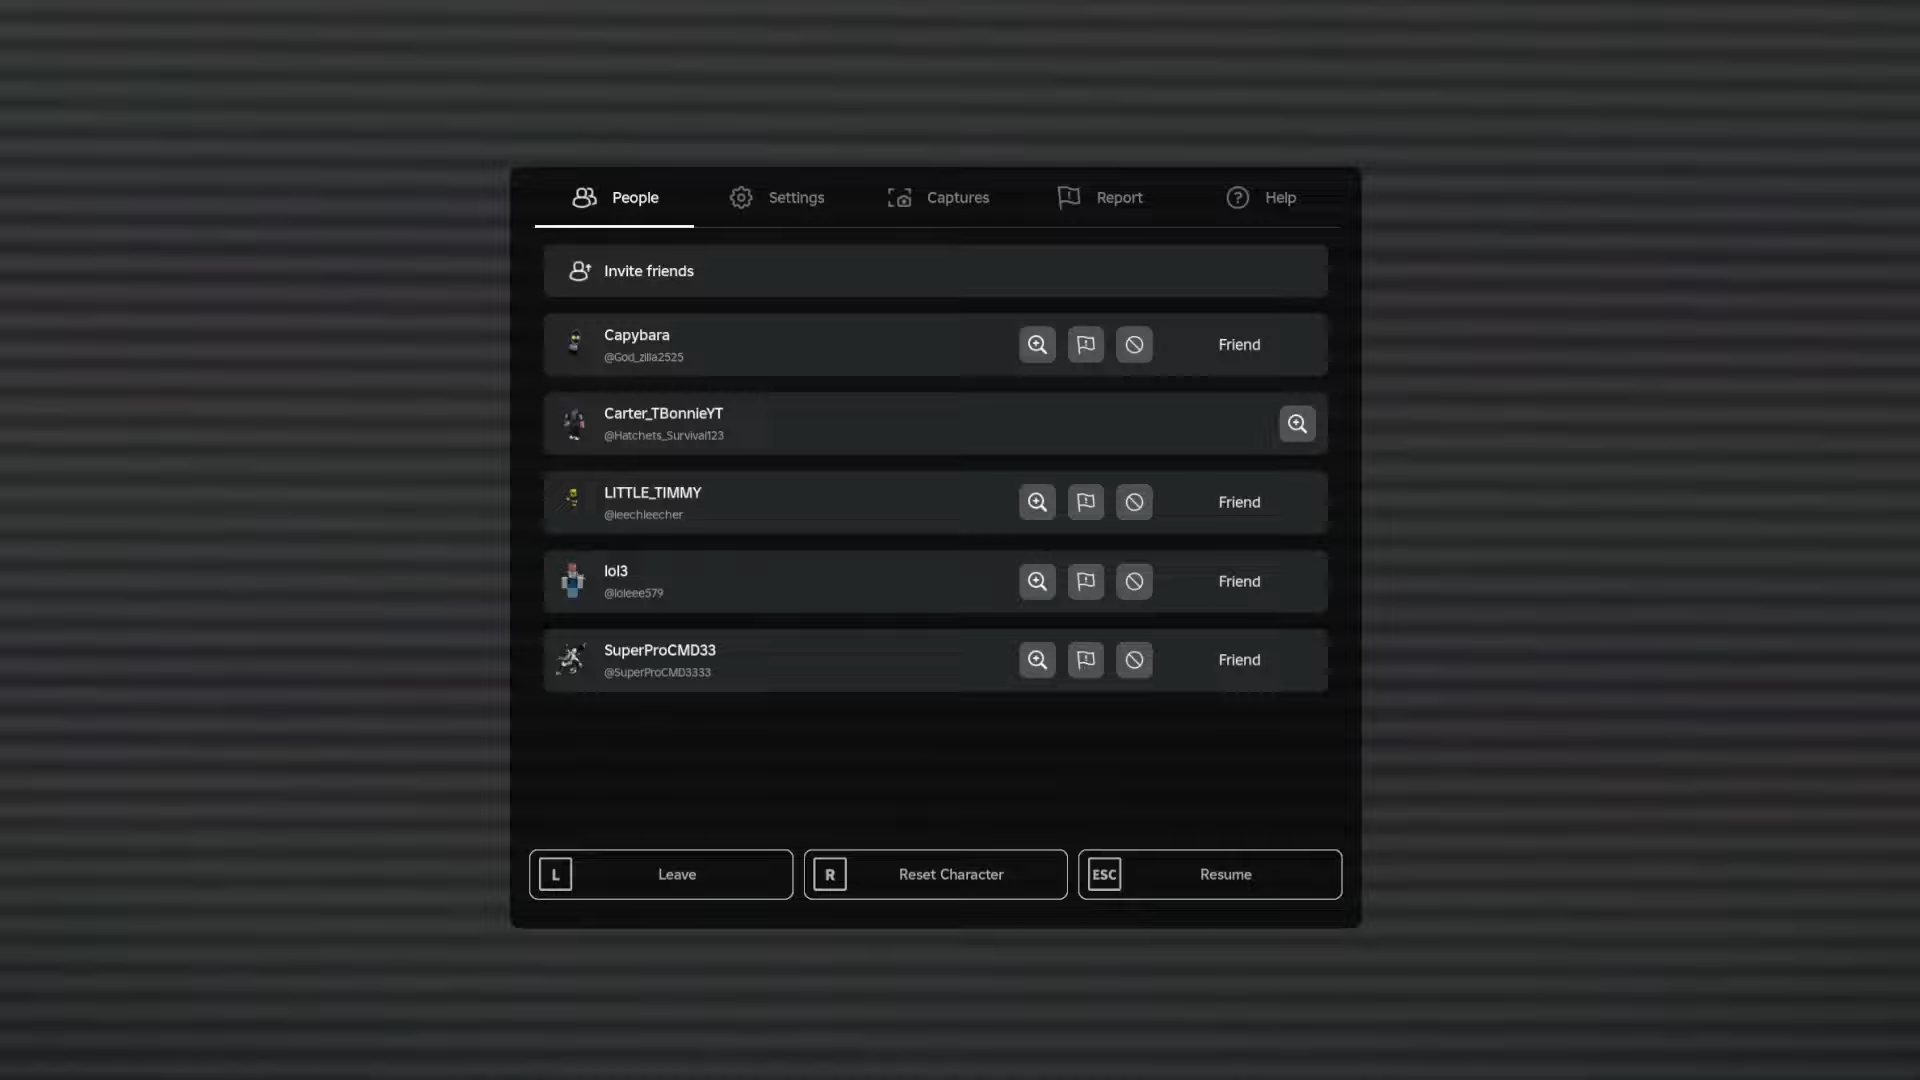 People
Settings
Captures
Report
Help
Invite friends
Capybara
@God_zilla2525
Friend
Carter_TBonnieYT
@Hatchets_Survival123
LITTLE_TIMMY
@leechleecher
Friend
lol3
@loleee579
Friend
SuperProCMD33
@SuperProCMD3333
Friend
L
Leave
R
Reset Character
ESC
Resume